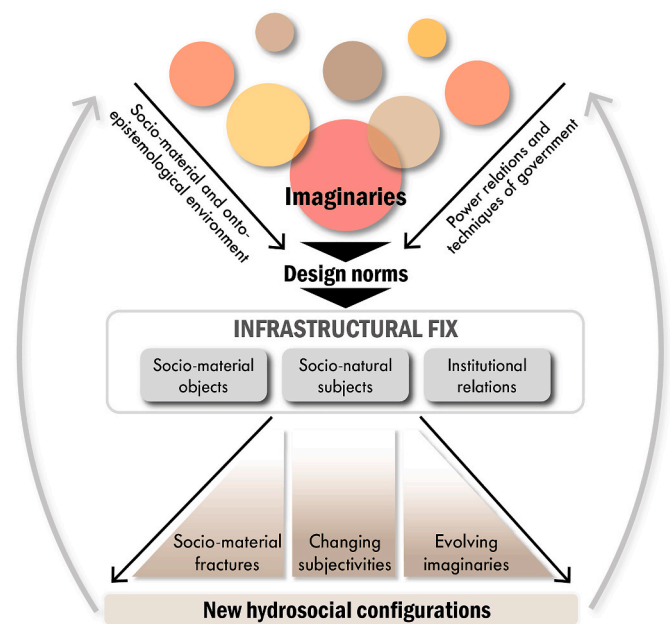 Socio-material and onto-
epistemological environment
Power relations and
techniques of government
Imaginaries
Design norms
INFRASTRUCTURAL FIX
Socio-material
objects
Socio-natural
subjects
Institutional
relations
Socio-material
fractures
Changing
subjectivities
Evolving
imaginaries
New hydrosocial configurations